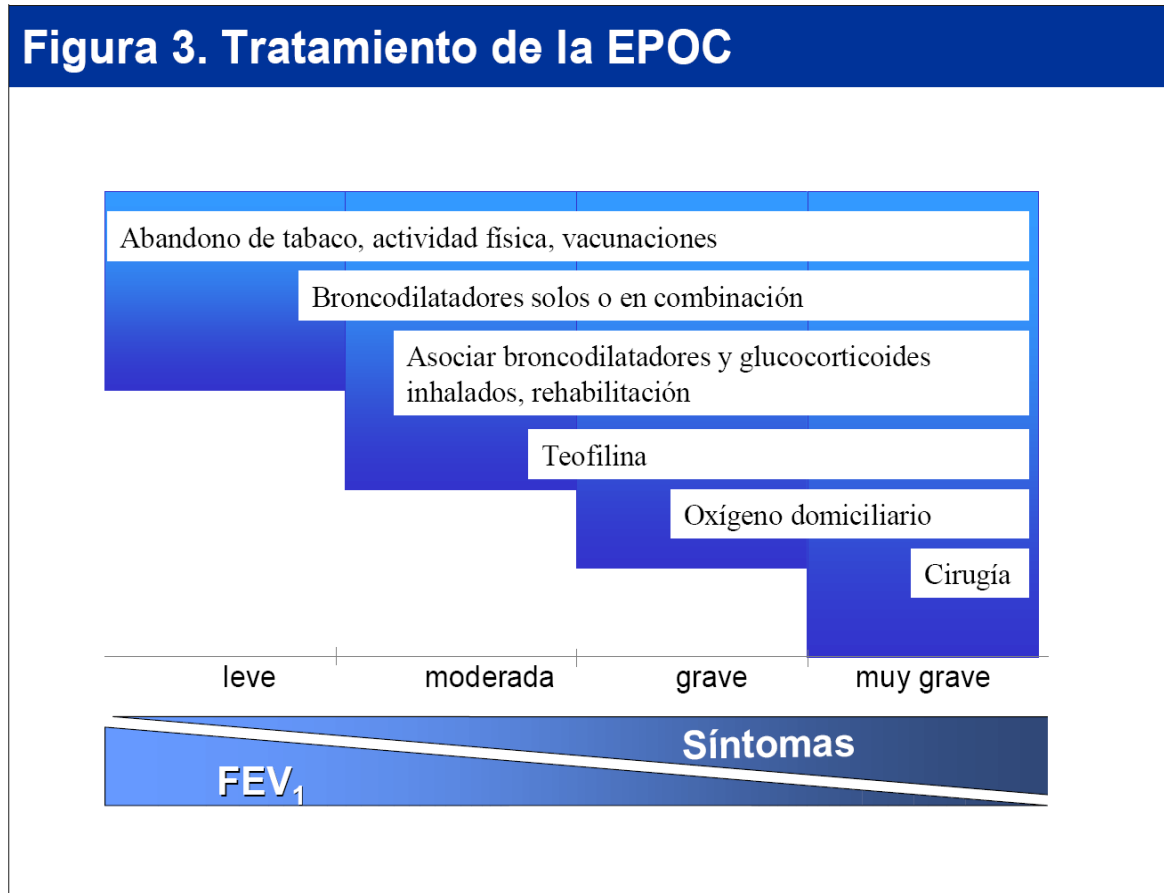 Figura 3. Tratamiento de la EPOC
Abandono de tabaco, actividad física, vacunaciones
Broncodilatadores solos o en combinación
Asociar broncodilatadores y glucocorticoides
inhalados, rehabilitación
Teofilina
Oxígeno domiciliario
Cirugía
leve moderada grave muy grave
Síntomas
FEV₁